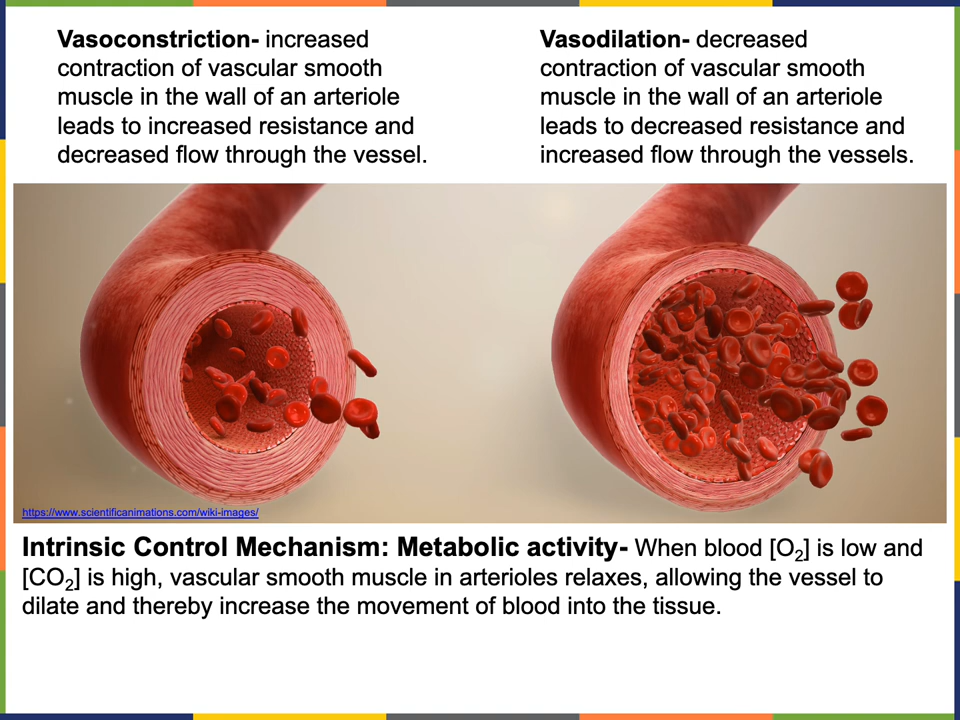 Vasoconstriction- increased
contraction of vascular smooth
muscle in the wall of an arteriole
leads to increased resistance and
decreased flow through the vessel.
Vasodilation- decreased
contraction of vascular smooth
muscle in the wall of an arteriole
leads to decreased resistance and
increased flow through the vessels.
https://www.scientificanimations.com/wiki-images/
Intrinsic Control Mechanism: Metabolic activity- When blood [O₂] is low and
[CO₂] is high, vascular smooth muscle in arterioles relaxes, allowing the vessel to
dilate and thereby increase the movement of blood into the tissue.